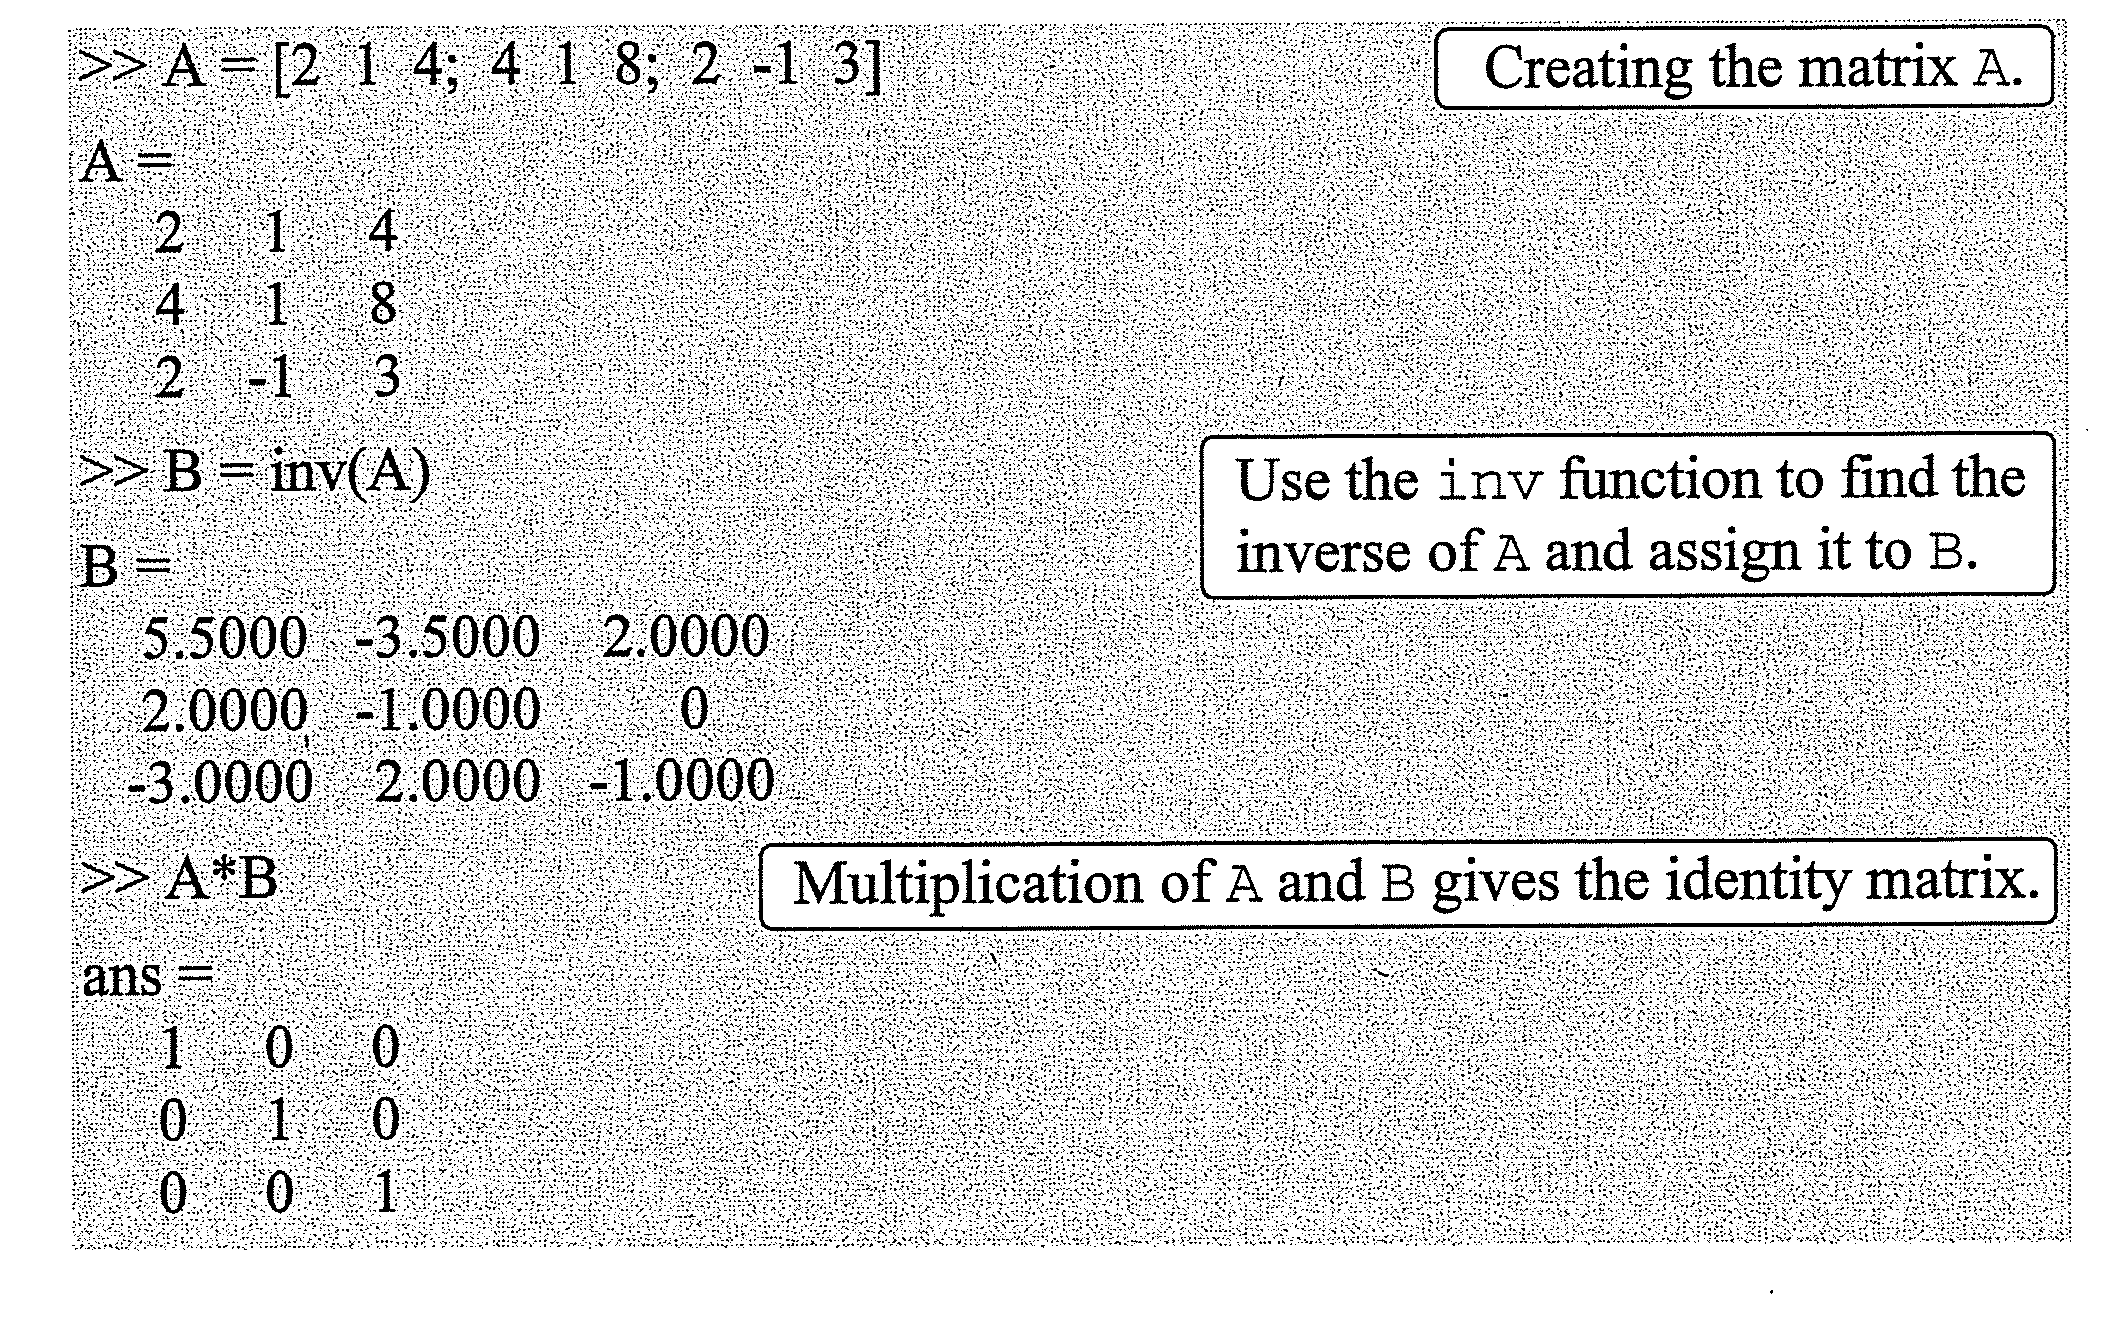 >> A = [2 1 4; 4 1 8; 2 -1 3]
Creating the matrix A.
A =
2 1 4
4 1 8
2 -1 3
>> B = inv(A)
Use the inv function to find the
inverse of A and assign it to B.
B =
5.5000 -3.5000 2.0000
2.0000 -1.0000 0
-3.0000 2.0000 -1.0000
>> A*B
Multiplication of A and B gives the identity matrix.
ans =
1 0 0
0 1 0
0 0 1